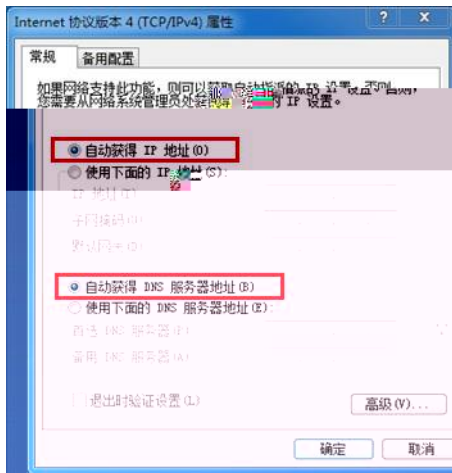 Internet 协议版本 4 (TCP/IPv4) 属性
常规 备用配置
如果网络支持此功能，则可以获取自动指派的 IP 设置。否则，
您需要从网络系统管理员处获得 IP 设置。
自动获得 IP 地址(O)
使用下面的 IP 地址(S):
IP 地址(I)
子网掩码(U)
默认网关(D)
自动获得 DNS 服务器地址(B)
使用下面的 DNS 服务器地址(E):
首选 DNS 服务器(P)
备用 DNS 服务器(A)
退出时验证设置(L)
高级(V)...
确定 取消